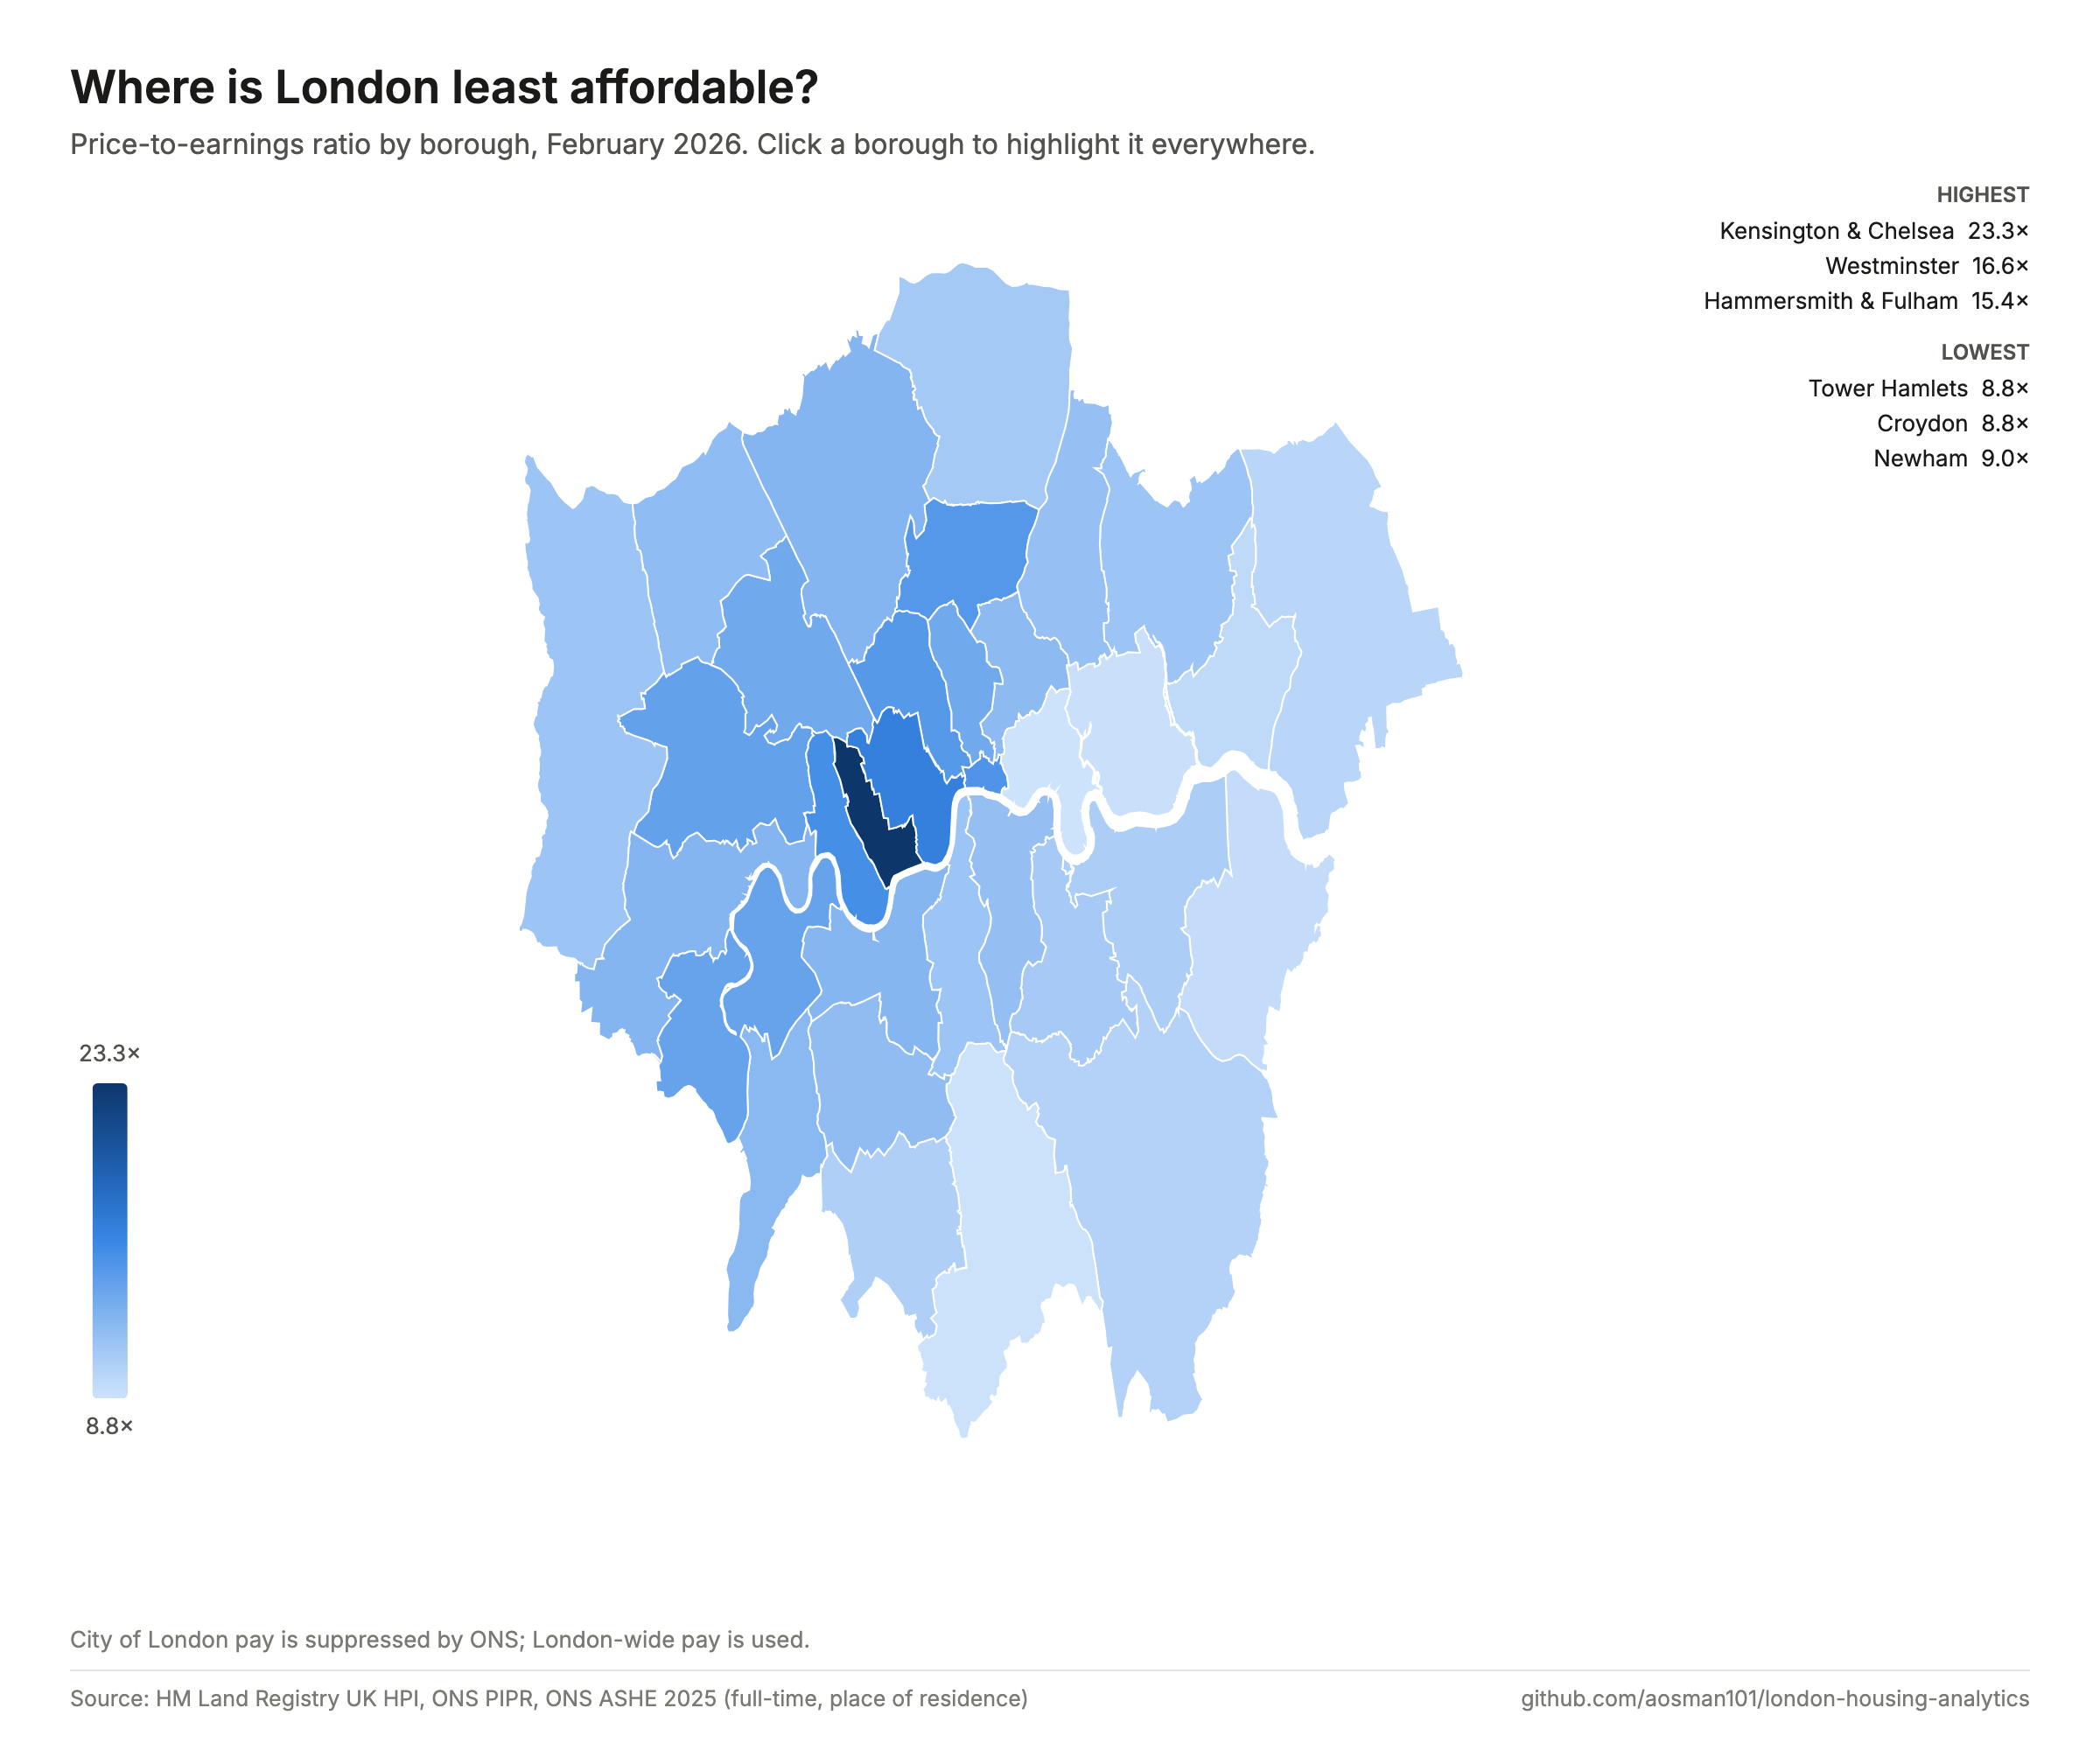 Where is London least affordable?
Price-to-earnings ratio by borough, February 2026. Click a borough to highlight it everywhere.
HIGHEST
Kensington & Chelsea 23.3×
Westminster 16.6×
Hammersmith & Fulham 15.4×
LOWEST
Tower Hamlets 8.8×
Croydon 8.8×
Newham 9.0×
23.3×
8.8×
City of London pay is suppressed by ONS; London-wide pay is used.
Source: HM Land Registry UK HPI, ONS PIPR, ONS ASHE 2025 (full-time, place of residence)
github.com/aosman101/london-housing-analytics